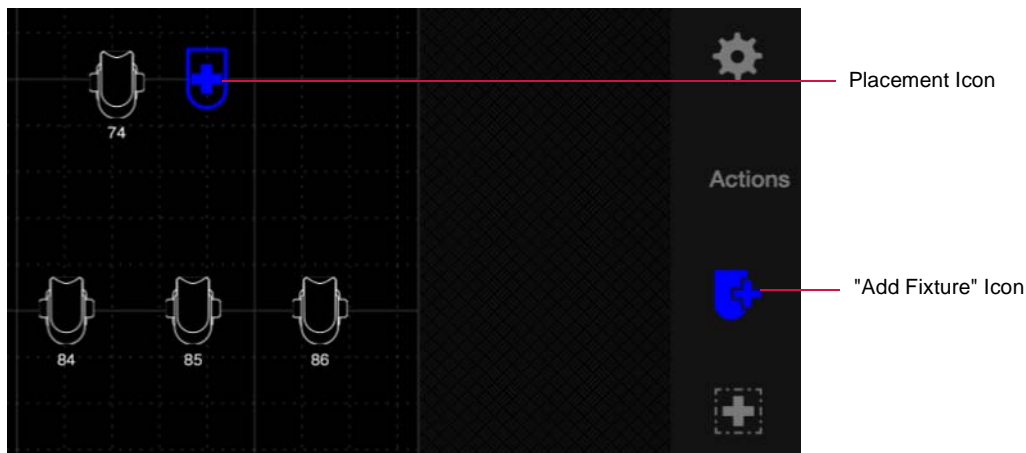 Placement Icon
74
Actions
"Add Fixture" Icon
84 85 86